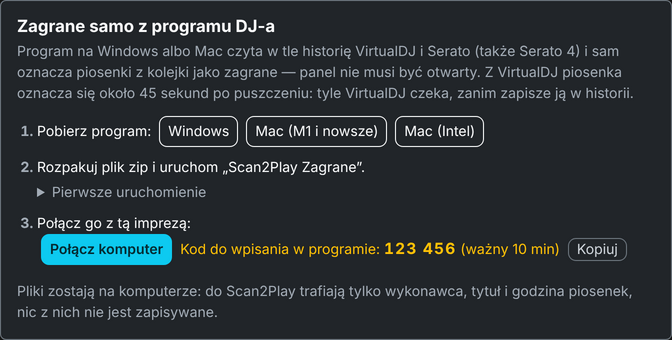 Zagrane samo z programu DJ-a
Program na Windows albo Mac czyta w tle historię VirtualDJ i Serato (także Serato 4) i sam
oznacza piosenki z kolejki jako zagrane — panel nie musi być otwarty. Z VirtualDJ piosenka
oznacza się około 45 sekund po puszczeniu: tyle VirtualDJ czeka, zanim zapisze ją w historii.
1. Pobierz program: Windows Mac (M1 i nowsze) Mac (Intel)
2. Rozpakuj plik zip i uruchom „Scan2Play Zagrane”.
▶ Pierwsze uruchomienie
3. Połącz go z tą imprezą:
Połącz komputer Kod do wpisania w programie: 123 456 (ważny 10 min) Kopiuj
Pliki zostają na komputerze: do Scan2Play trafiają tylko wykonawca, tytuł i godzina piosenek,
nic z nich nie jest zapisywane.